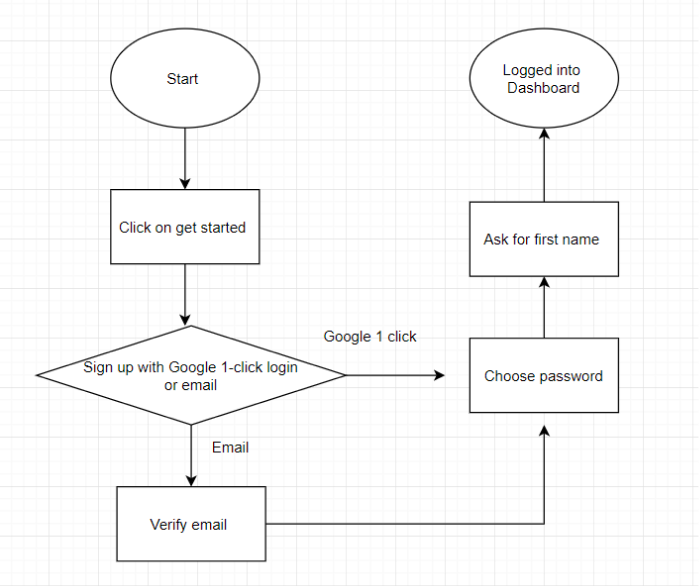 Start
Click on get started
Sign up with Google 1-click login
or email
Google 1 click
Email
Verify email
Choose password
Ask for first name
Logged into
Dashboard